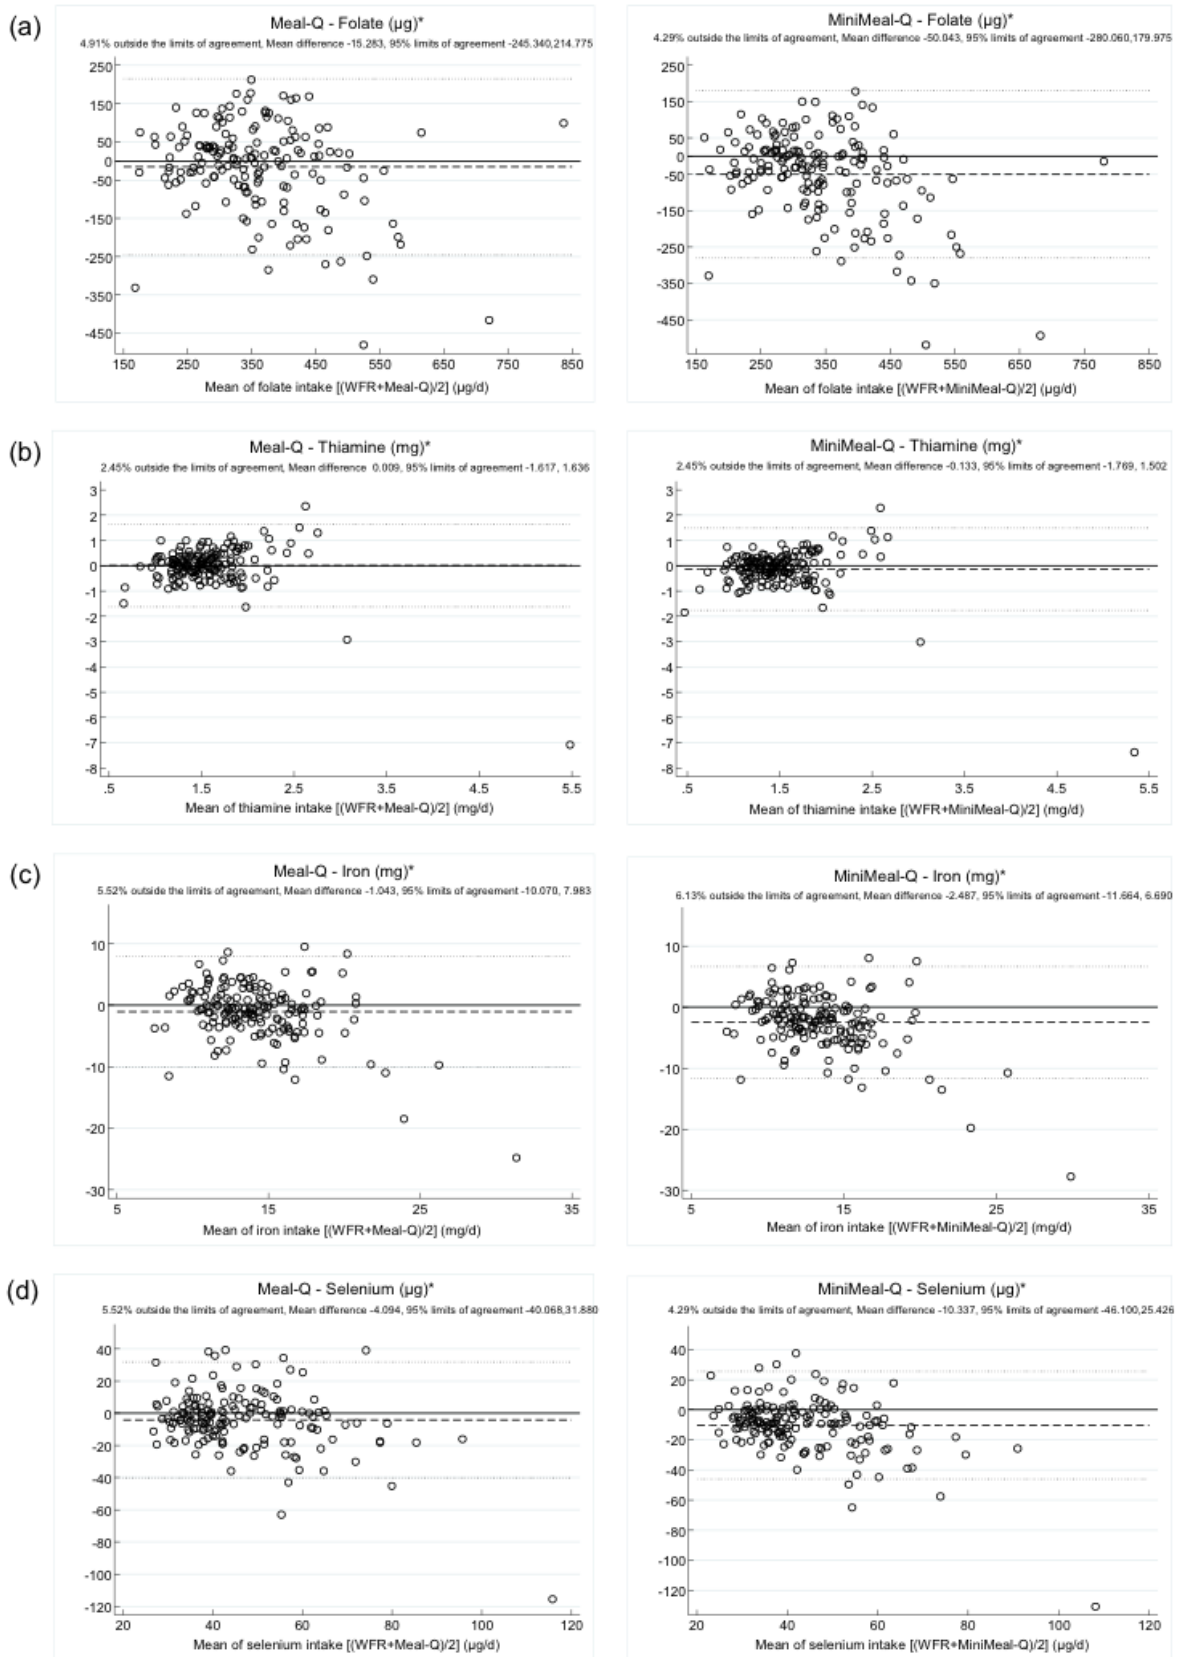 (a)
Meal-Q - Folate (µg)*
4.91% outside the limits of agreement, Mean difference -15.283, 95% limits of agreement -245.340,214.775
250
150
50
0
-50
-150
-250
-350
-450
150 250 350 450 550 650 750 850
Mean of folate intake [(WFR+Meal-Q)/2] (µg/d)
MiniMeal-Q - Folate (µg)*
4.29% outside the limits of agreement, Mean difference -50.043, 95% limits of agreement -280.060,179.975
250
150
50
0
-50
-150
-250
-350
-450
150 250 350 450 550 650 750 850
Mean of folate intake [(WFR+MiniMeal-Q)/2] (µg/d)
(b)
Meal-Q - Thiamine (mg)*
2.45% outside the limits of agreement, Mean difference 0.009, 95% limits of agreement -1.617, 1.636
3
2
1
0
-1
-2
-3
-4
-5
-6
-7
-8
.5 1.5 2.5 3.5 4.5 5.5
Mean of thiamine intake [(WFR+Meal-Q)/2] (mg/d)
MiniMeal-Q - Thiamine (mg)*
2.45% outside the limits of agreement, Mean difference -0.133, 95% limits of agreement -1.769, 1.502
3
2
1
0
-1
-2
-3
-4
-5
-6
-7
-8
.5 1.5 2.5 3.5 4.5 5.5
Mean of thiamine intake [(WFR+MiniMeal-Q)/2] (mg/d)
(c)
Meal-Q - Iron (mg)*
5.52% outside the limits of agreement, Mean difference -1.043, 95% limits of agreement -10.070, 7.983
10
0
-10
-20
-30
5 15 25 35
Mean of iron intake [(WFR+Meal-Q)/2] (mg/d)
MiniMeal-Q - Iron (mg)*
6.13% outside the limits of agreement, Mean difference -2.487, 95% limits of agreement -11.664, 6.690
10
0
-10
-20
-30
5 15 25 35
Mean of iron intake [(WFR+MiniMeal-Q)/2] (mg/d)
(d)
Meal-Q - Selenium (µg)*
5.52% outside the limits of agreement, Mean difference -4.094, 95% limits of agreement -40.068,31.880
40
20
0
-20
-40
-60
-80
-100
-120
20 40 60 80 100 120
Mean of selenium intake [(WFR+Meal-Q)/2] (µg/d)
MiniMeal-Q - Selenium (µg)*
4.29% outside the limits of agreement, Mean difference -10.337, 95% limits of agreement -46.100,25.426
40
20
0
-20
-40
-60
-80
-100
-120
20 40 60 80 100 120
Mean of selenium intake [(WFR+MiniMeal-Q)/2] (µg/d)